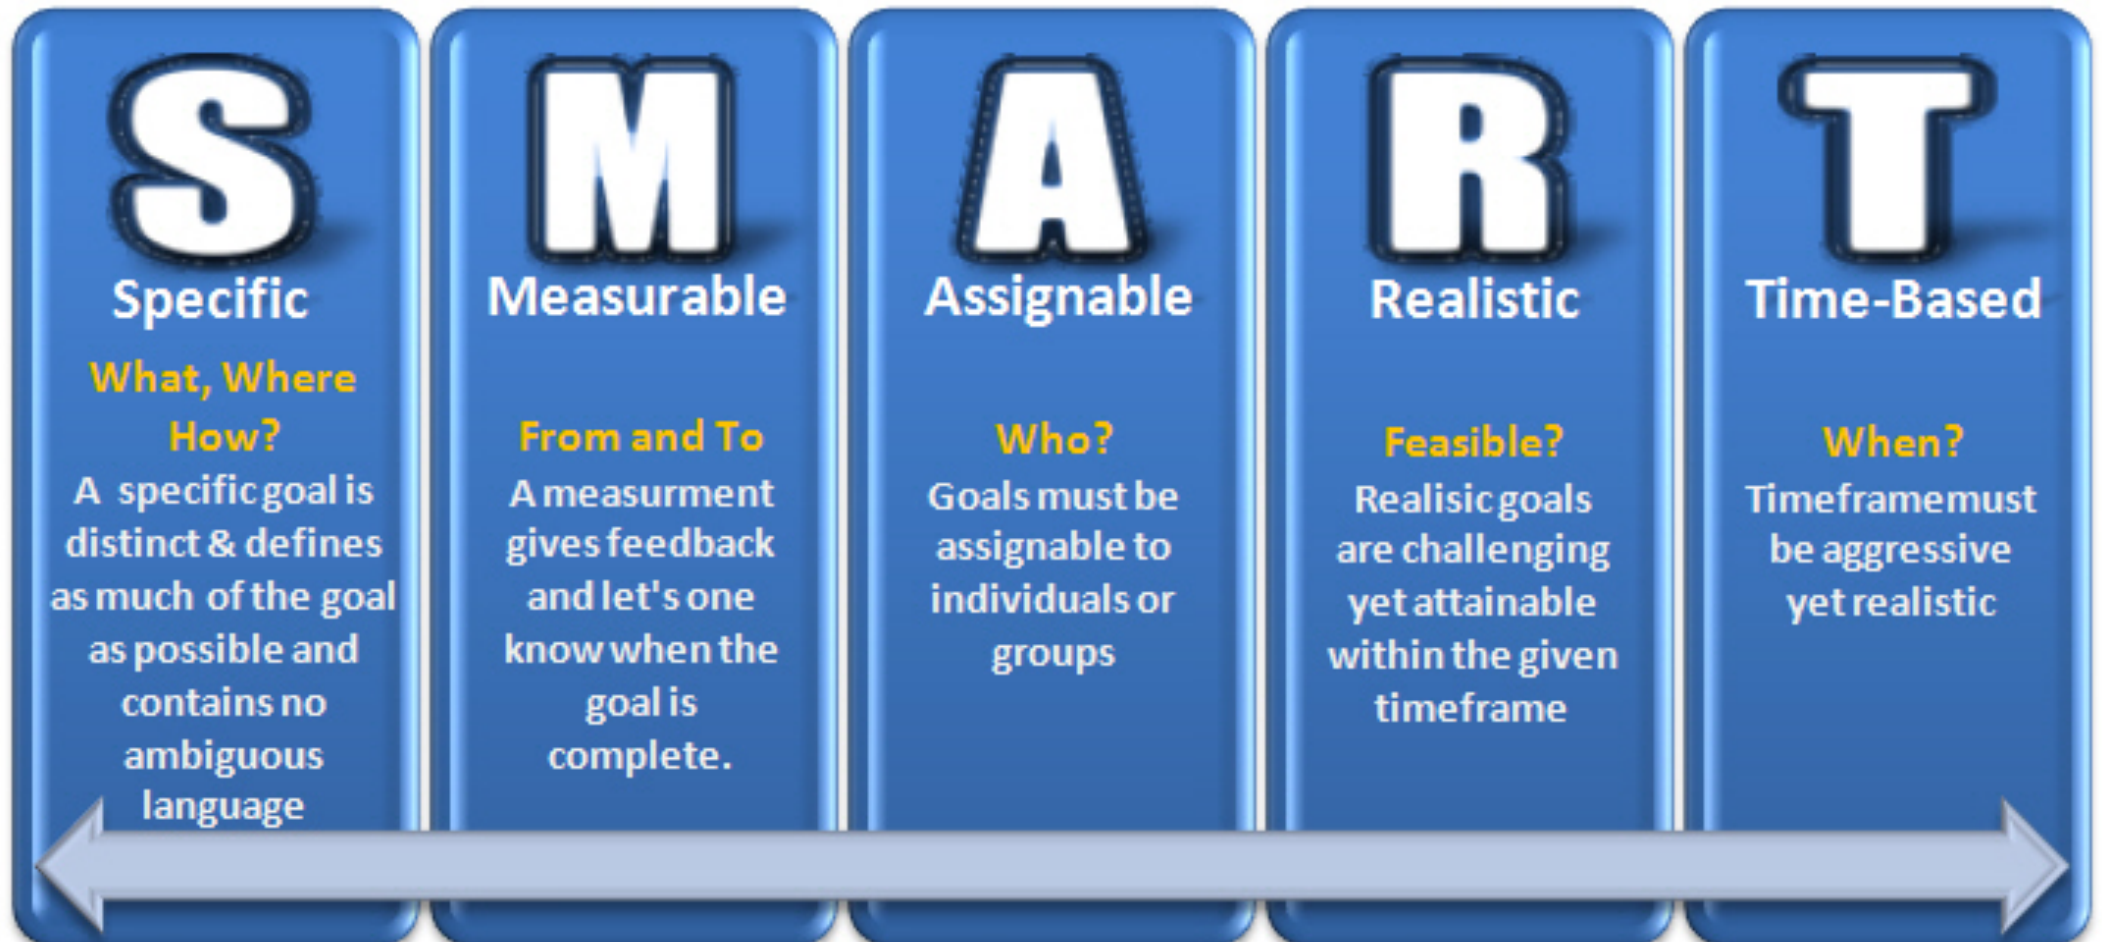 S
Specific
What, Where
How?
A specific goal is
distinct & defines
as much of the goal
as possible and
contains no
ambiguous
language
M
Measurable
From and To
A measurment
gives feedback
and let's one
know when the
goal is
complete.
A
Assignable
Who?
Goals must be
assignable to
individuals or
groups
R
Realistic
Feasible?
Realisic goals
are challenging
yet attainable
within the given
timeframe
T
Time-Based
When?
Timeframemust
be aggressive
yet realistic